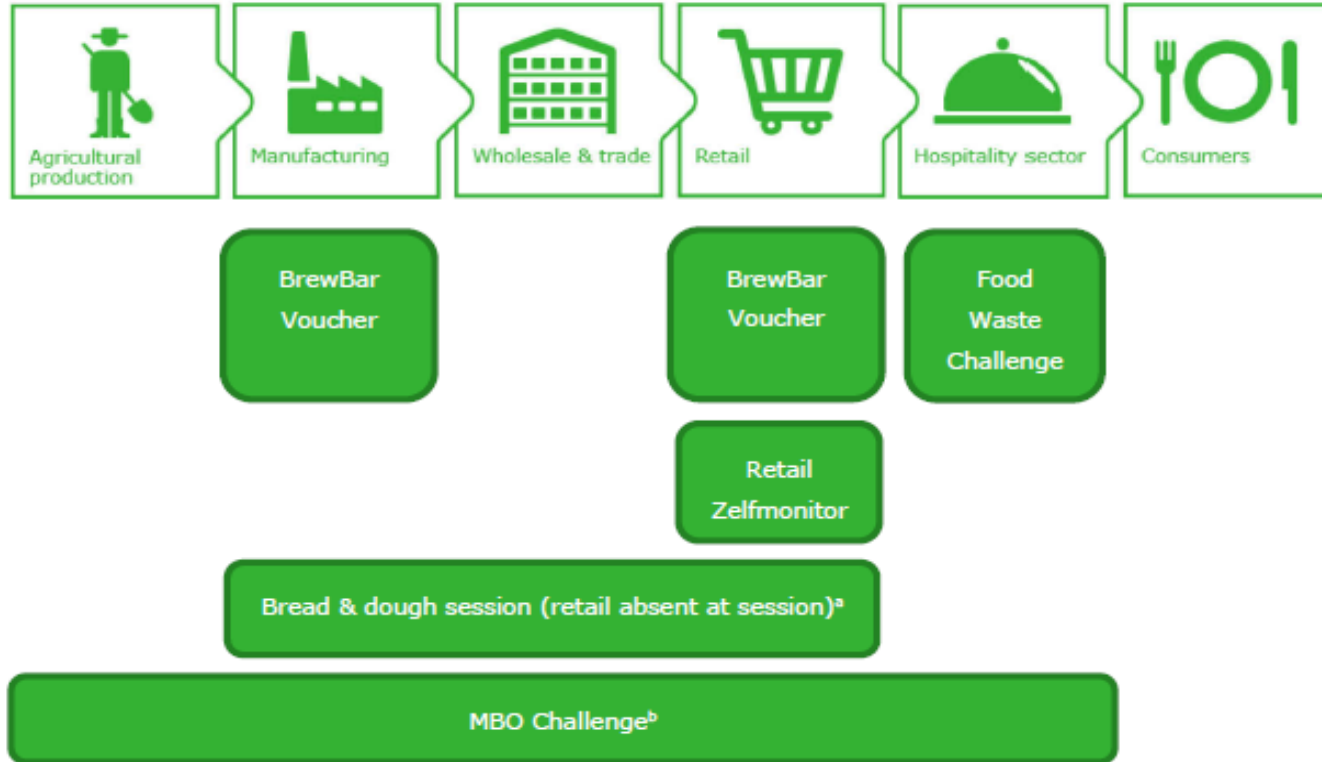 Agricultural
production
Manufacturing
Wholesale & trade
Retail
Hospitality sector
Consumers
BrewBar
Voucher
BrewBar
Voucher
Food
Waste
Challenge
Retail
Zelfmonitor
Bread & dough session (retail absent at session)ᵃ
MBO Challengeᵇ